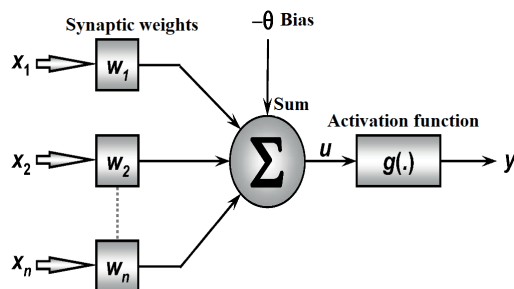 Synaptic weights
–θ Bias
x1
w1
Sum
Activation function
x2
w2
Σ
u
g(.)
y
xn
wn